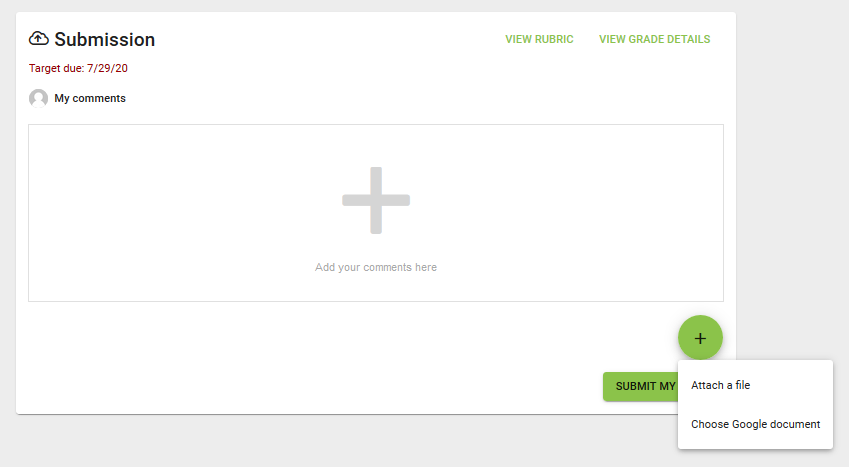 Submission
VIEW RUBRIC
VIEW GRADE DETAILS
Target due: 7/29/20
My comments
Add your comments here
SUBMIT MY
Attach a file
Choose Google document